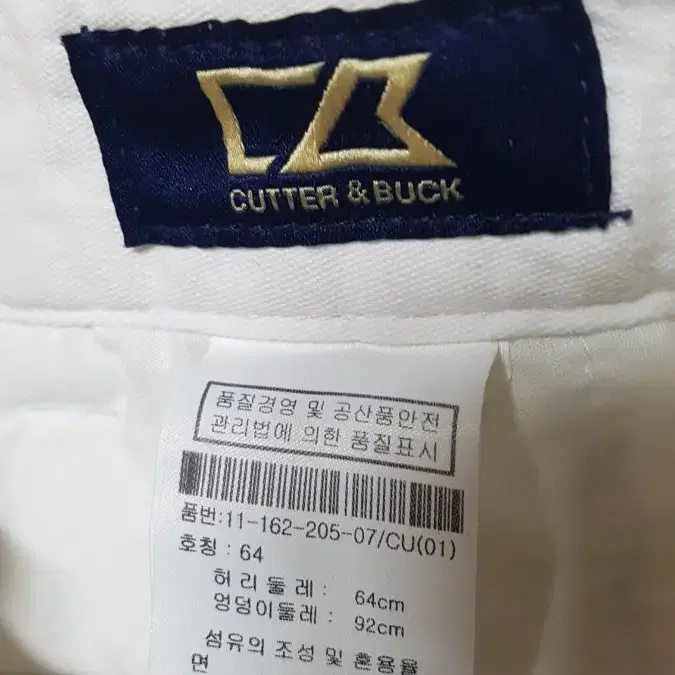 CUTTER & BUCK
품질경영 및 공산품안전
관리법에 의한 품질표시
품번:11-162-205-07/CU(01)
호칭 : 64
허리둘레 : 64cm
엉덩이둘레 : 92cm
섬유의 조성 및 혼용율
면